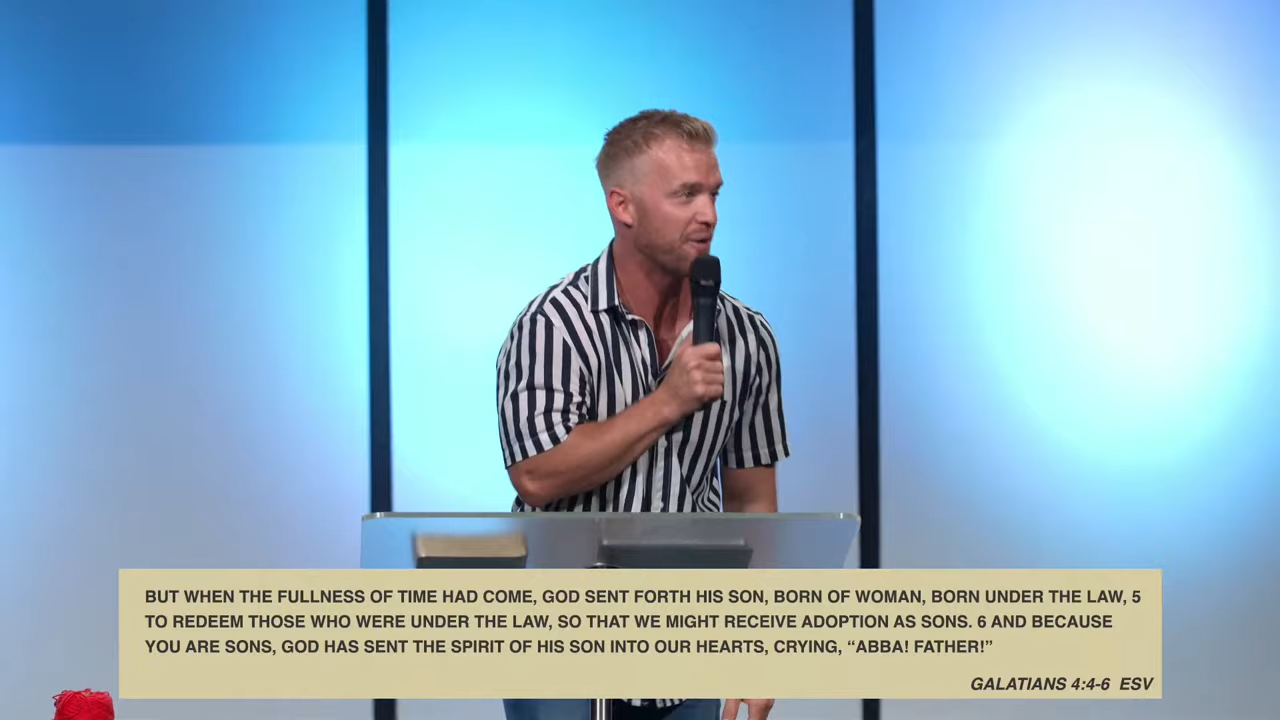 BUT WHEN THE FULLNESS OF TIME HAD COME, GOD SENT FORTH HIS SON, BORN OF WOMAN, BORN UNDER THE LAW, 5
TO REDEEM THOSE WHO WERE UNDER THE LAW, SO THAT WE MIGHT RECEIVE ADOPTION AS SONS. 6 AND BECAUSE
YOU ARE SONS, GOD HAS SENT THE SPIRIT OF HIS SON INTO OUR HEARTS, CRYING, “ABBA! FATHER!”
GALATIANS 4:4-6 ESV